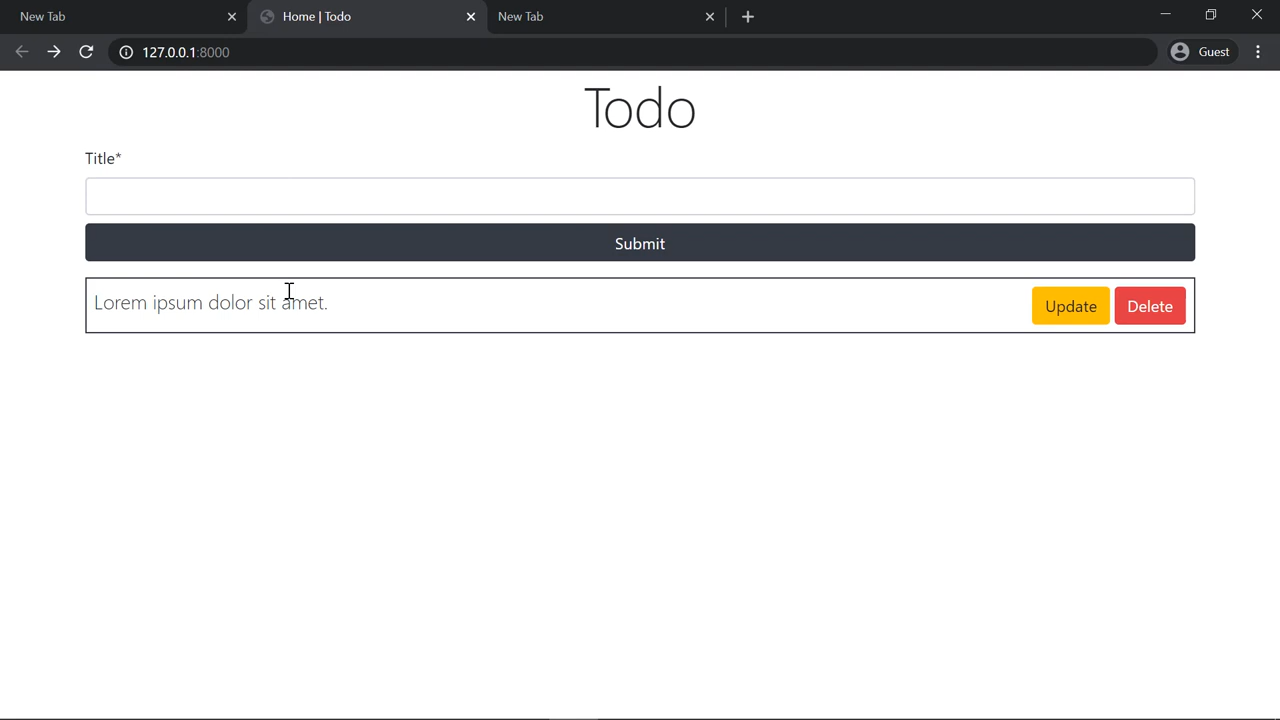 New Tab
Home | Todo
New Tab
127.0.0.1:8000
Guest
Todo
Title*
Submit
Lorem ipsum dolor sit amet.
Update
Delete